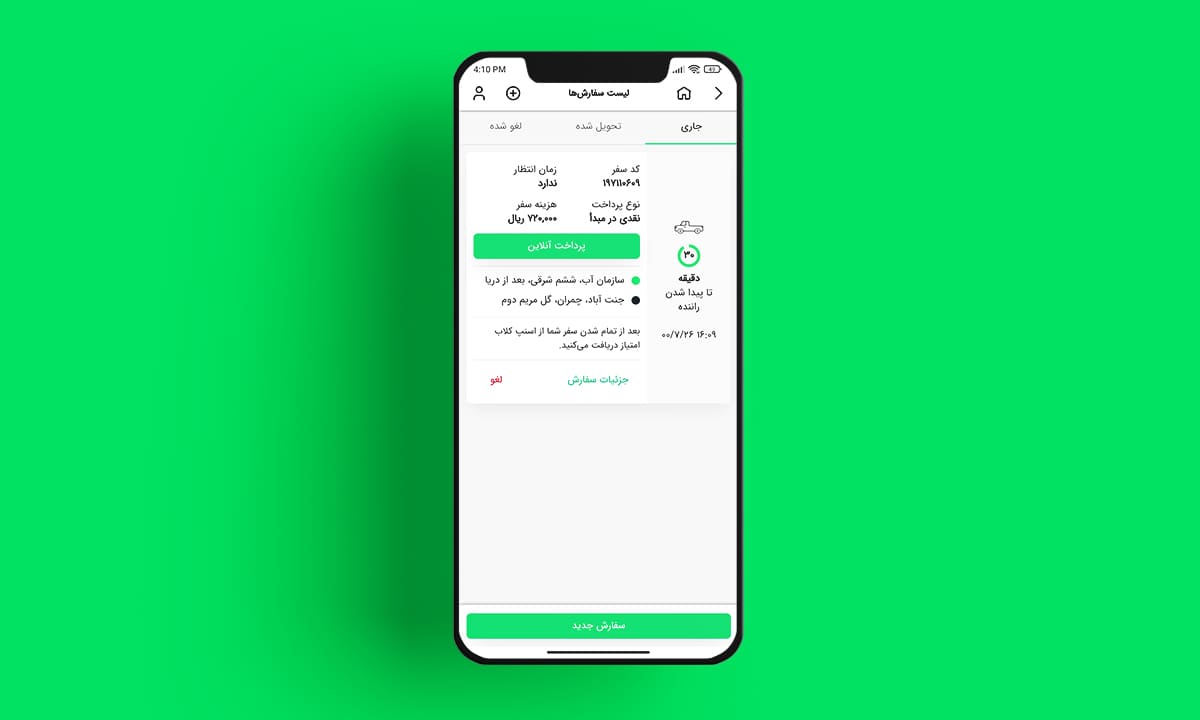 4:10 PM
49
لیست سفارش‌ها
جاری
تحویل شده
لغو شده
۳۰
دقیقه
تا پیدا شدن
راننده
۰۰/۷/۲۶ ۱۶:۰۹
کد سفر
۱۹۷۱۱۰۶۰۹
زمان انتظار
ندارد
نوع پرداخت
نقدی در مبدأ
هزینه سفر
۷۲۰,۰۰۰ ریال
پرداخت آنلاین
سازمان آب، ششم شرقی، بعد از دریا
جنت آباد، چمران، گل مریم دوم
بعد از تمام شدن سفر شما از اسنپ کلاب
امتیاز دریافت می‌کنید.
جزئیات سفارش
لغو
سفارش جدید